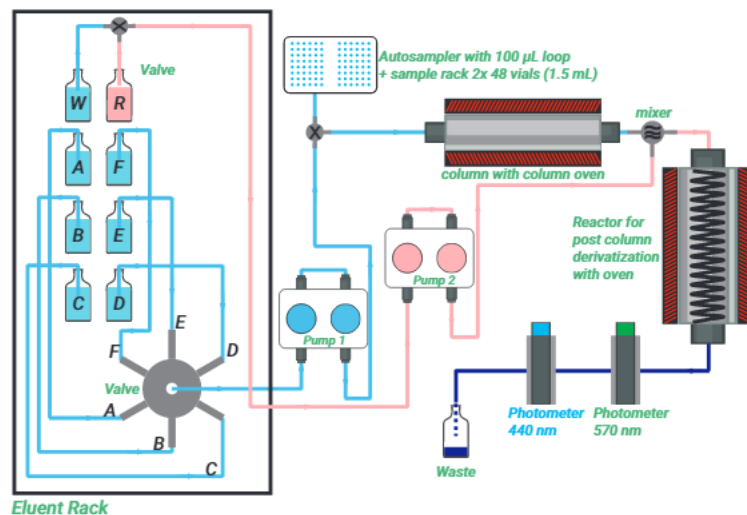 Valve
W
R
A
F
B
E
C
D
E
F
D
Valve
A
B
C
Eluent Rack
Autosampler with 100 µL loop
+ sample rack 2x 48 vials (1.5 mL)
mixer
column with column oven
Reactor for
post column
derivatization
with oven
Pump 2
Pump 1
Photometer
440 nm
Photometer
570 nm
Waste